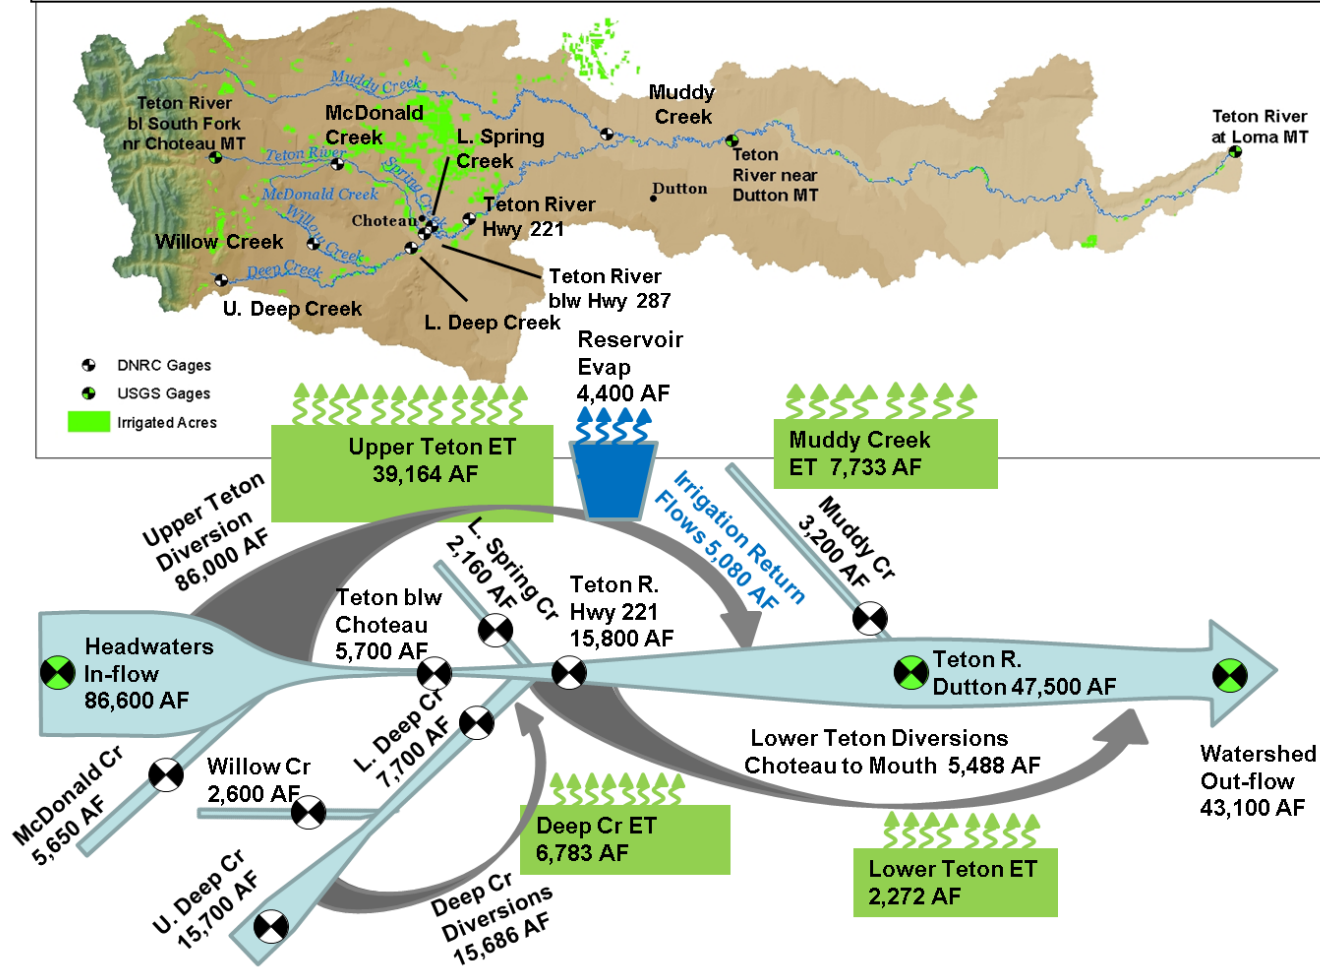 Muddy Creek
Teton River
bl South Fork
nr Choteau MT
McDonald
Creek
L. Spring
Creek
Muddy
Creek
Teton River
at Loma MT
Teton River
Spring Creek
McDonald Creek
Teton
River near
Dutton MT
Dutton
Choteau
Teton River
Hwy 221
Willow Creek
Willow Creek
Deep Creek
U. Deep Creek
L. Deep Creek
Teton River
blw Hwy 287
DNRC Gages
USGS Gages
Irrigated Acres
Reservoir
Evap
4,400 AF
Upper Teton ET
39,164 AF
Muddy Creek
ET 7,733 AF
Upper Teton
Diversion
86,000 AF
L. Spring Cr
2,160 AF
Irrigation Return
Flows 5,080 AF
Muddy Cr
3,200 AF
Teton blw
Choteau
5,700 AF
Teton R.
Hwy 221
15,800 AF
Headwaters
In-flow
86,600 AF
Teton R.
Dutton 47,500 AF
McDonald Cr
5,650 AF
Willow Cr
2,600 AF
L. Deep Cr
7,700 AF
Lower Teton Diversions
Choteau to Mouth 5,488 AF
Watershed
Out-flow
43,100 AF
U. Deep Cr
15,700 AF
Deep Cr
Diversions
15,686 AF
Deep Cr ET
6,783 AF
Lower Teton ET
2,272 AF